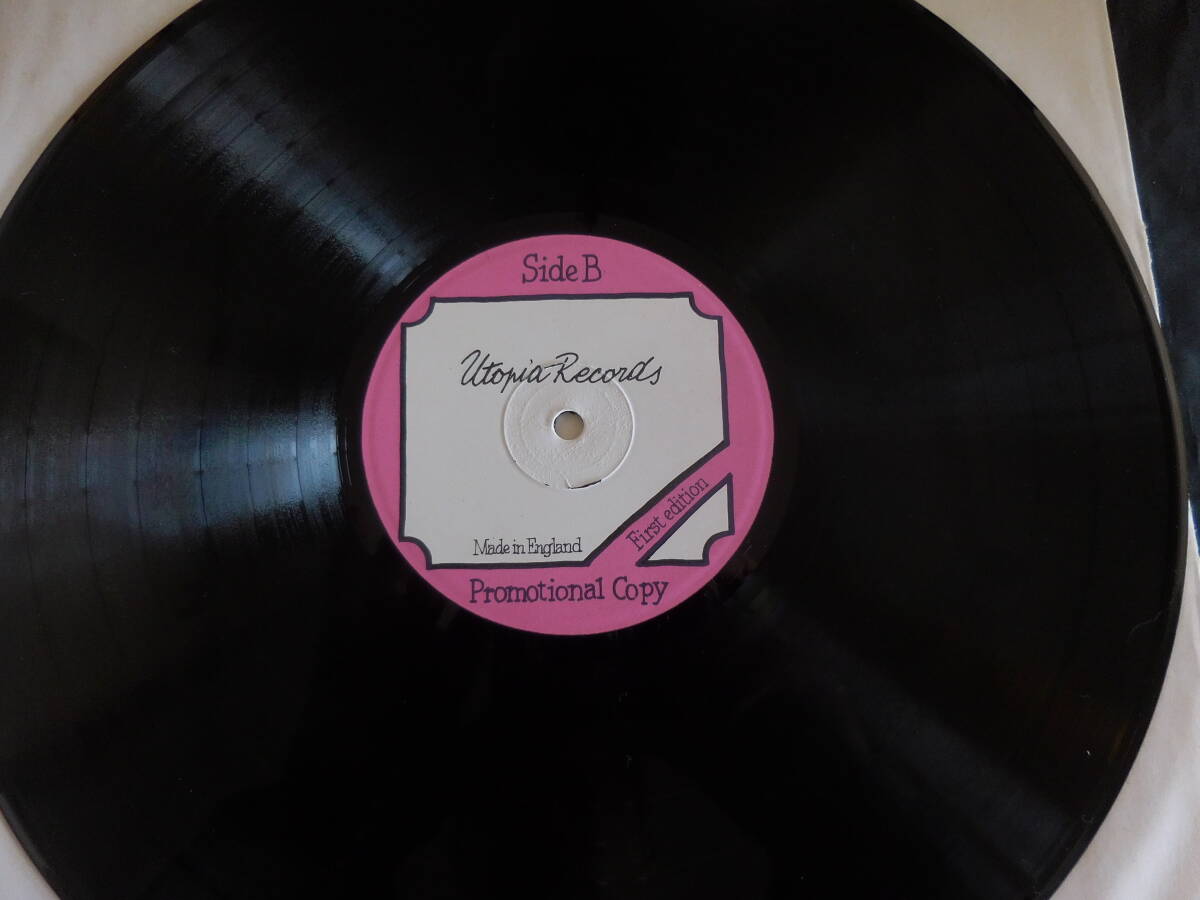 Side B
Utopia Records
Made in England
First edition
Promotional Copy